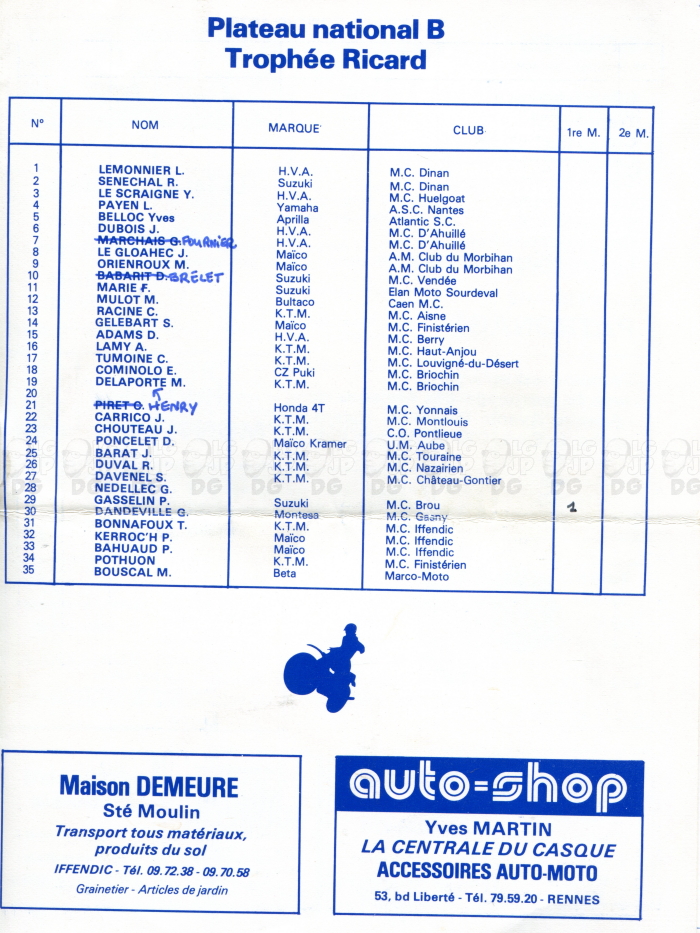 Plateau national B
Trophée Ricard
N° NOM MARQUE CLUB 1re M. 2e M.
1 LEMONNIER L. H.V.A. M.C. Dinan
2 SENECHAL R. Suzuki M.C. Dinan
3 LE SCRAIGNE Y. H.V.A. M.C. Huelgoat
4 PAYEN L. Yamaha A.S.C. Nantes
5 BELLOC Yves Aprilla Atlantic S.C.
6 DUBOIS J. H.V.A. M.C. D'Ahuillé
7 MARCHAIS G. FOURNIER H.V.A. M.C. D'Ahuillé
8 LE GLOAHEC J. Maïco A.M. Club du Morbihan
9 ORIENROUX M. Maïco A.M. Club du Morbihan
10 BABARIT D. BRELET Suzuki M.C. Vendée
11 MARIE F. Suzuki Elan Moto Sourdeval
12 MULOT M. Bultaco Caen M.C.
13 RACINE C. K.T.M. M.C. Aisne
14 GELEBART S. Maïco M.C. Finistérien
15 ADAMS D. H.V.A. M.C. Berry
16 LAMY A. K.T.M. M.C. Haut-Anjou
17 TUMOINE C. K.T.M. M.C. Louvigné-du-Désert
18 COMINOLO E. CZ Puki M.C. Briochin
19 DELAPORTE M. K.T.M. M.C. Briochin
20
21 PIRET C. HENRY Honda 4T M.C. Yonnais
22 CARRICO J. K.T.M. M.C. Montlouis
23 CHOUTEAU J. K.T.M. C.O. Pontlieue
24 PONCELET D. Maïco Kramer U.M. Aube
25 BARAT J. K.T.M. M.C. Touraine
26 DUVAL R. K.T.M. M.C. Nazairien
27 DAVENEL S. K.T.M. M.C. Château-Gontier
28 NEDELLEC G.
29 GASSELIN P. Suzuki M.C. Brou 1
30 DANDEVILLE G. Montesa M.C. Gasny
31 BONNAFOUX T. K.T.M. M.C. Iffendic
32 KERROC'H P. Maïco M.C. Iffendic
33 BAHUAUD P. Maïco M.C. Iffendic
34 POTHUON K.T.M. M.C. Finistérien
35 BOUSCAL M. Beta Marco-Moto
Maison DEMEURE
Sté Moulin
Transport tous matériaux,
produits du sol
IFFENDIC - Tél. 09.72.38 - 09.70.58
Grainetier - Articles de jardin
auto-shop
Yves MARTIN
LA CENTRALE DU CASQUE
ACCESSOIRES AUTO-MOTO
53, bd Liberté - Tél. 79.59.20 - RENNES